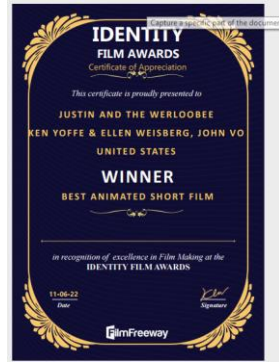 IDENTITY
Capture a specific part of the documen
FILM AWARDS
Certificate of Appreciation
This certificate is proudly presented to
JUSTIN AND THE WERLOOBEE
KEN YOFFE & ELLEN WEISBERG, JOHN VO
UNITED STATES
WINNER
BEST ANIMATED SHORT FILM
in recognition of excellence in Film Making at the
IDENTITY FILM AWARDS
11-06-22
Date
Signature
FilmFreeway